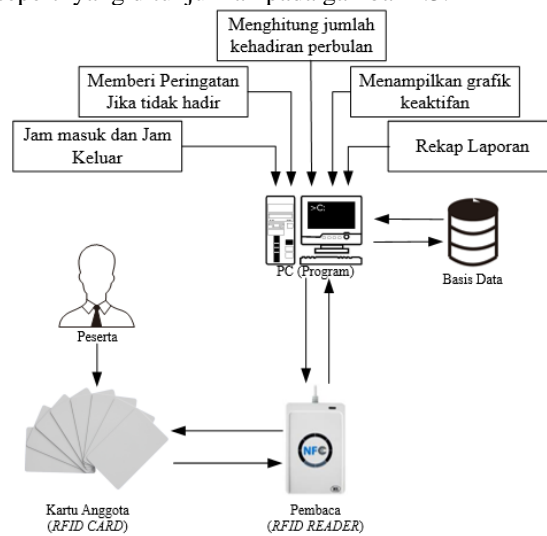 Menghitung jumlah
kehadiran perbulan
Memberi Peringatan
Jika tidak hadir
Menampilkan grafik
keaktifan
Jam masuk dan Jam
Keluar
Rekap Laporan
>C:
PC (Program)
Basis Data
Peserta
NFC
Kartu Anggota
(RFID CARD)
Pembaca
(RFID READER)